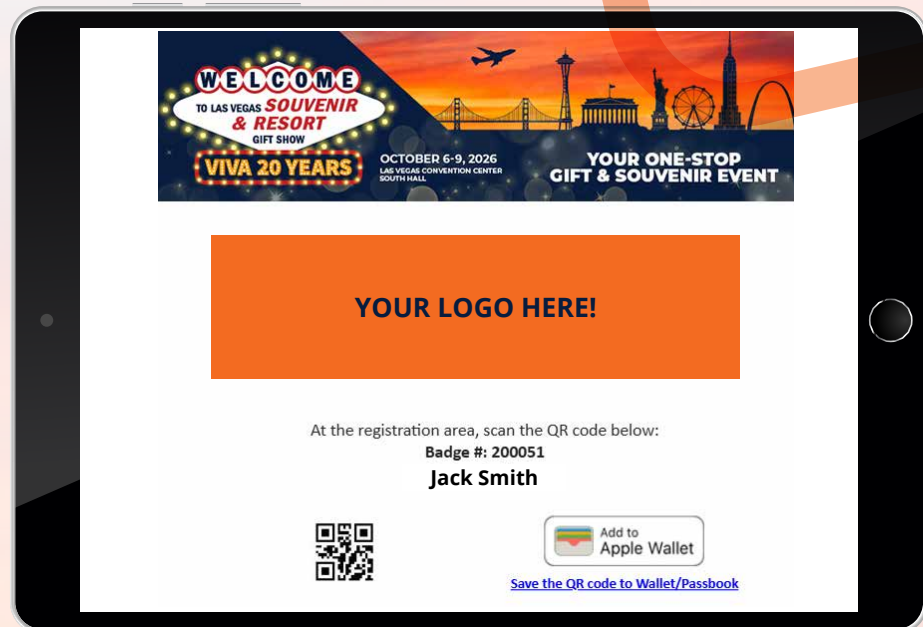 WELCOME
TO LAS VEGAS SOUVENIR
& RESORT
GIFT SHOW
VIVA 20 YEARS
OCTOBER 6-9, 2026
LAS VEGAS CONVENTION CENTER
SOUTH HALL
YOUR ONE-STOP
GIFT & SOUVENIR EVENT
YOUR LOGO HERE!
At the registration area, scan the QR code below:
Badge #: 200051
Jack Smith
Add to
Apple Wallet
Save the QR code to Wallet/Passbook